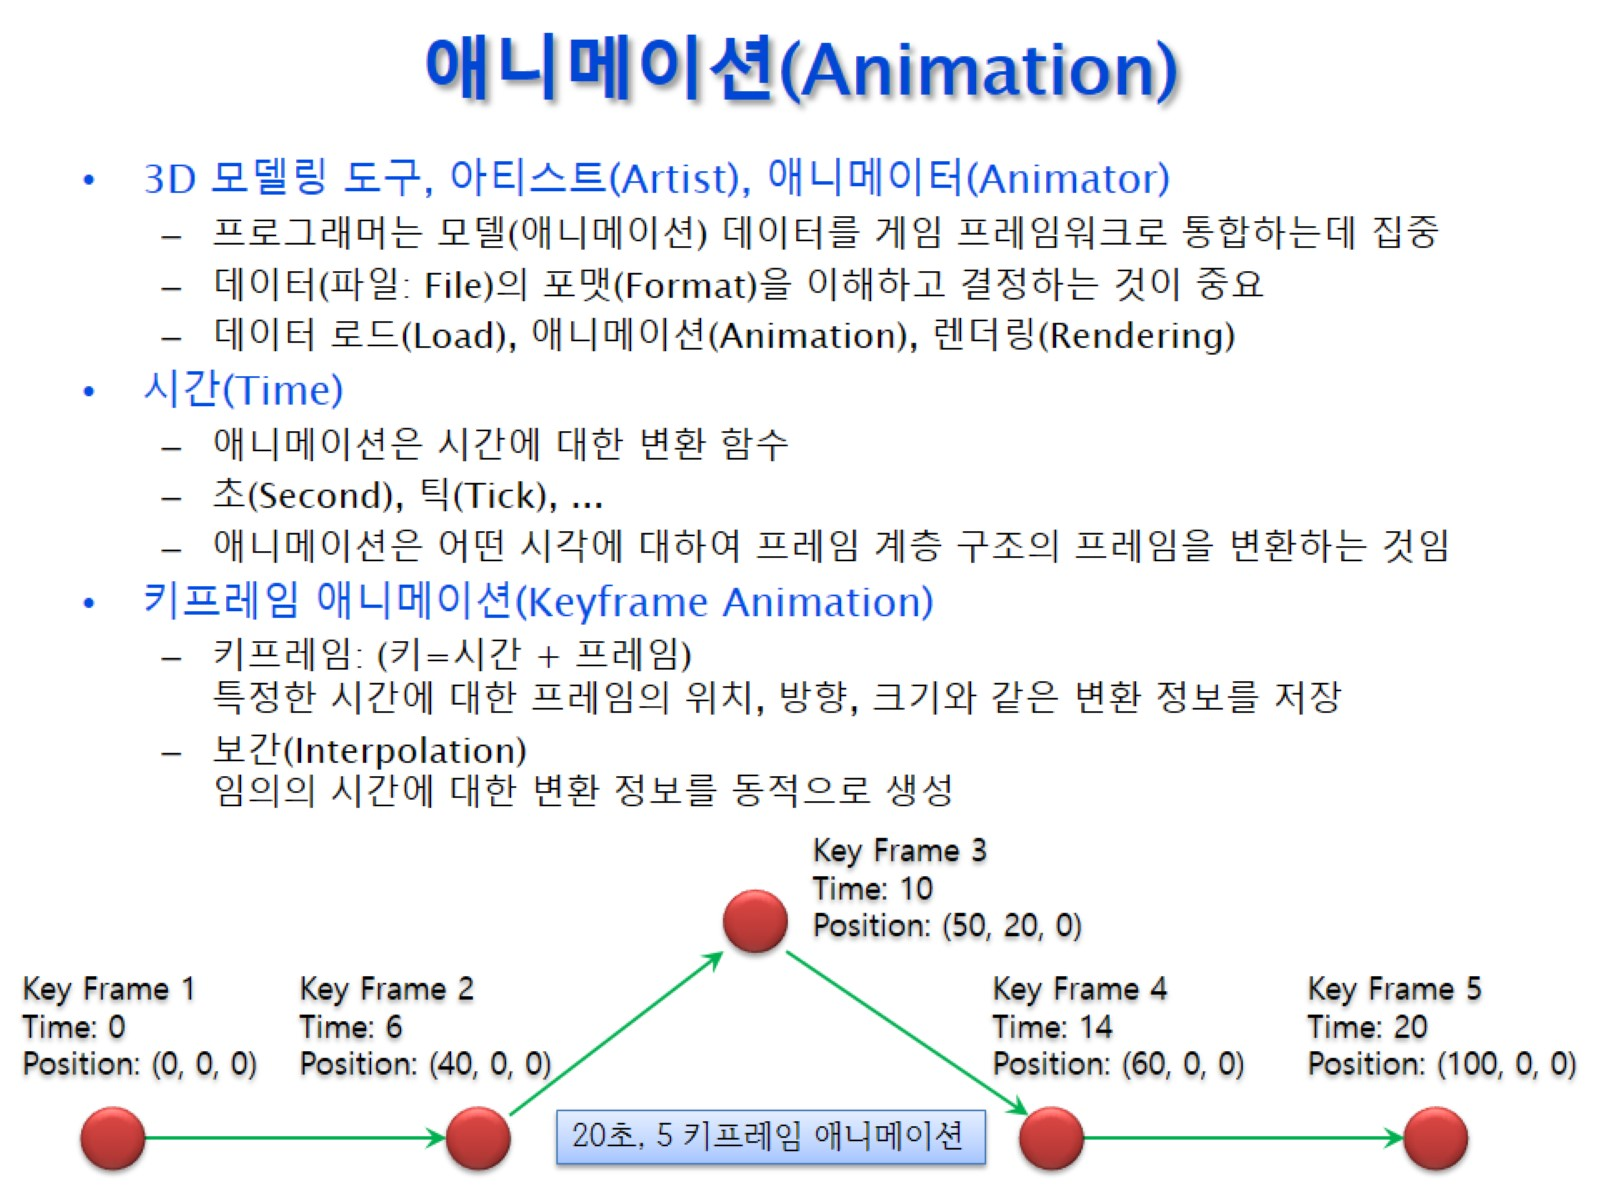 애니메이션(Animation)
• 3D 모델링 도구, 아티스트(Artist), 애니메이터(Animator)
– 프로그래머는 모델(애니메이션) 데이터를 게임 프레임워크로 통합하는데 집중
– 데이터(파일: File)의 포맷(Format)을 이해하고 결정하는 것이 중요
– 데이터 로드(Load), 애니메이션(Animation), 렌더링(Rendering)
• 시간(Time)
– 애니메이션은 시간에 대한 변환 함수
– 초(Second), 틱(Tick), ...
– 애니메이션은 어떤 시각에 대하여 프레임 계층 구조의 프레임을 변환하는 것임
• 키프레임 애니메이션(Keyframe Animation)
– 키프레임: (키=시간 + 프레임)
특정한 시간에 대한 프레임의 위치, 방향, 크기와 같은 변환 정보를 저장
– 보간(Interpolation)
임의의 시간에 대한 변환 정보를 동적으로 생성
Key Frame 3
Time: 10
Position: (50, 20, 0)
Key Frame 1
Time: 0
Position: (0, 0, 0)
Key Frame 2
Time: 6
Position: (40, 0, 0)
Key Frame 4
Time: 14
Position: (60, 0, 0)
Key Frame 5
Time: 20
Position: (100, 0, 0)
20초, 5 키프레임 애니메이션